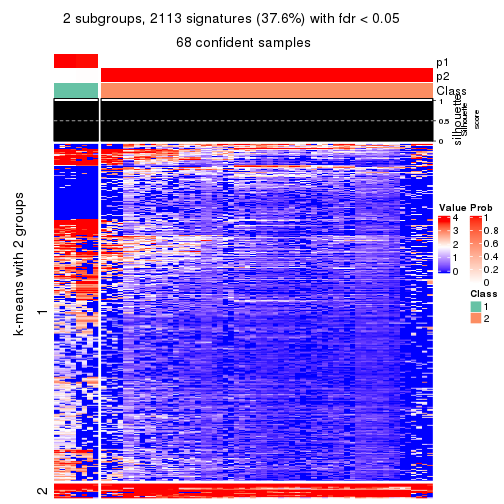 2 subgroups, 2113 signatures (37.6%) with fdr < 0.05
68 confident samples
p1
p2
Class
silhouette
Silhouette
score
1
0.5
0
k-means with 2 groups
1
2
Value
4
3
2
1
0
Prob
1
0.8
0.6
0.4
0.2
0
Class
1
2